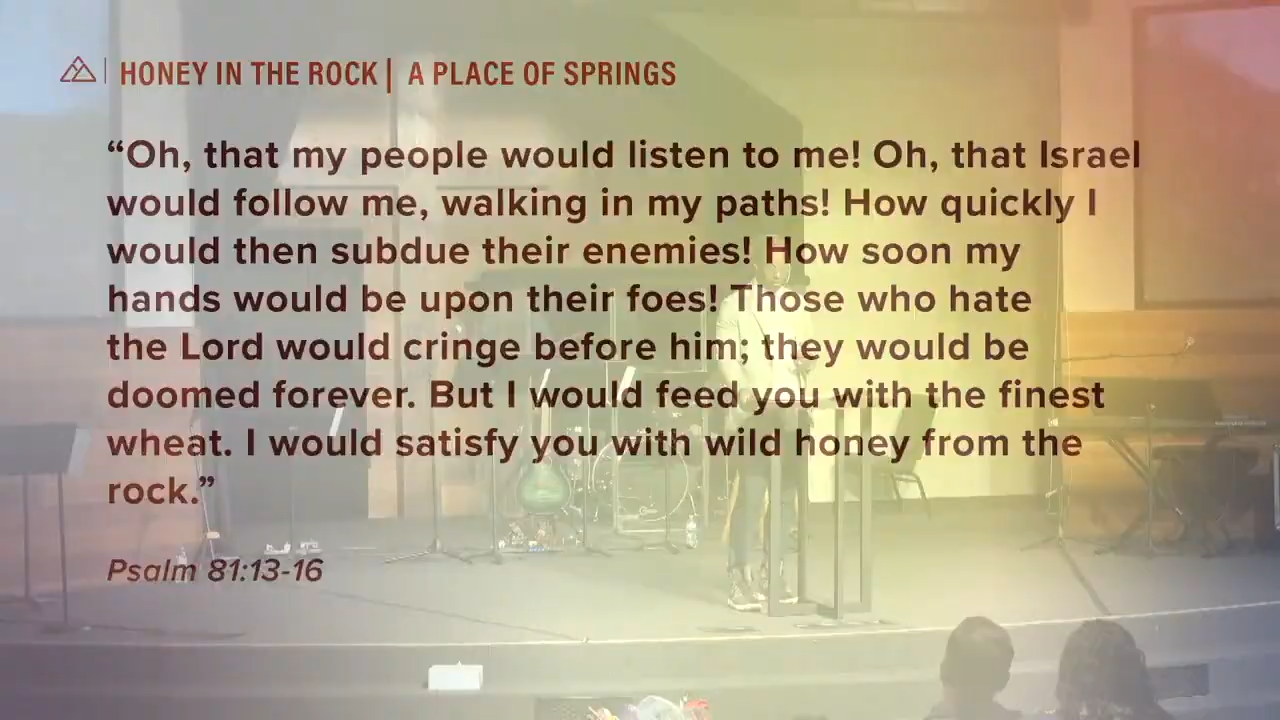 HONEY IN THE ROCK | A PLACE OF SPRINGS
“Oh, that my people would listen to me! Oh, that Israel
would follow me, walking in my paths! How quickly I
would then subdue their enemies! How soon my
hands would be upon their foes! Those who hate
the Lord would cringe before him; they would be
doomed forever. But I would feed you with the finest
wheat. I would satisfy you with wild honey from the
rock.”
Psalm 81:13-16